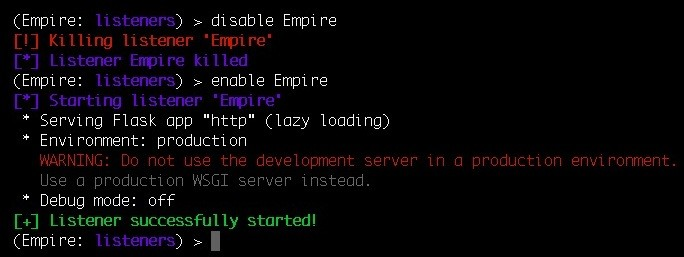 (Empire: listeners) > disable Empire
[!] Killing listener 'Empire'
[*] Listener Empire killed
(Empire: listeners) > enable Empire
[*] Starting listener 'Empire'
* Serving Flask app "http" (lazy loading)
* Environment: production
WARNING: Do not use the development server in a production environment.
Use a production WSGI server instead.
* Debug mode: off
[+] Listener successfully started!
(Empire: listeners) >